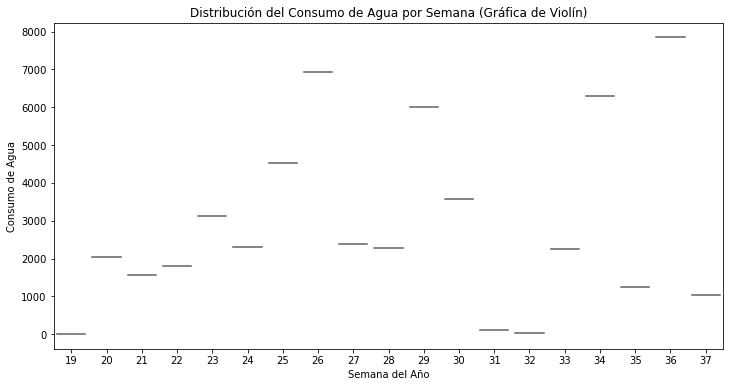 Distribución del Consumo de Agua por Semana (Gráfica de Violín)
Consumo de Agua
8000
7000
6000
5000
4000
3000
2000
1000
0
19 20 21 22 23 24 25 26 27 28 29 30 31 32 33 34 35 36 37
Semana del Año